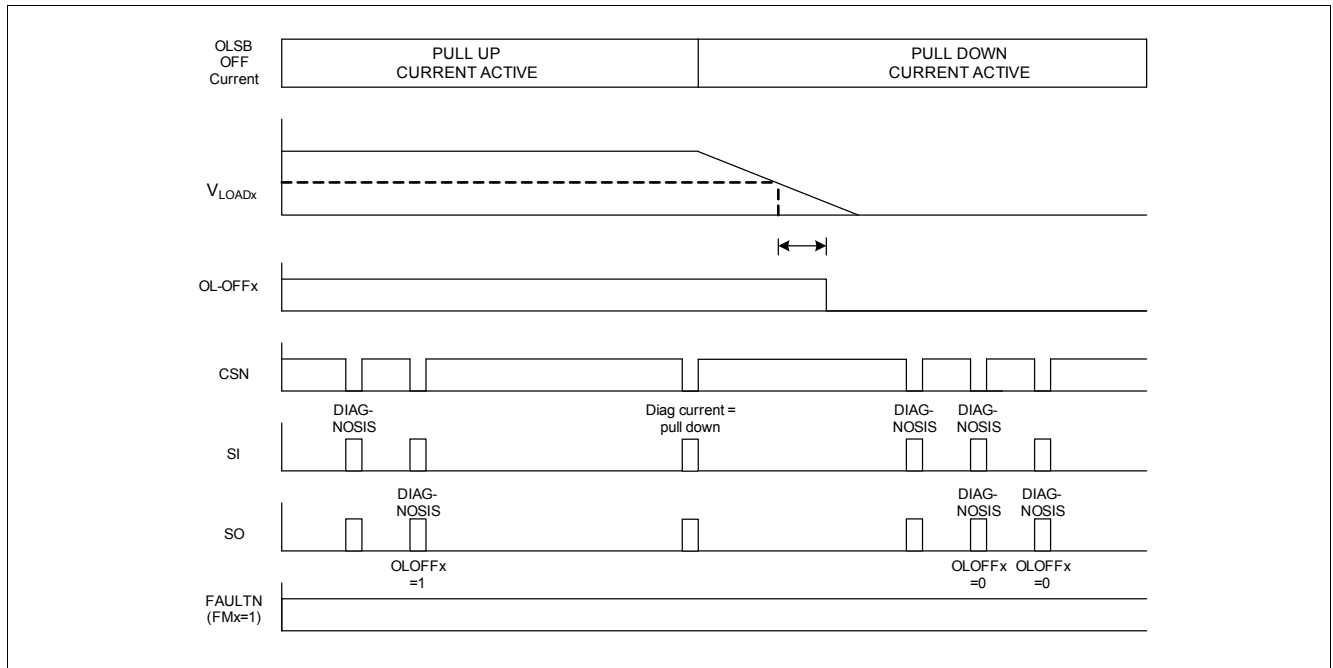 OLSB
OFF
Current
PULL UP
CURRENT ACTIVE
PULL DOWN
CURRENT ACTIVE
VLOADx
OL-OFFx
CSN
DIAG-
NOSIS
Diag current =
pull down
DIAG-
NOSIS
DIAG-
NOSIS
SI
DIAG-
NOSIS
DIAG-
NOSIS
DIAG-
NOSIS
SO
OLOFFx
=1
OLOFFx
=0
OLOFFx
=0
FAULTN
(FMx=1)